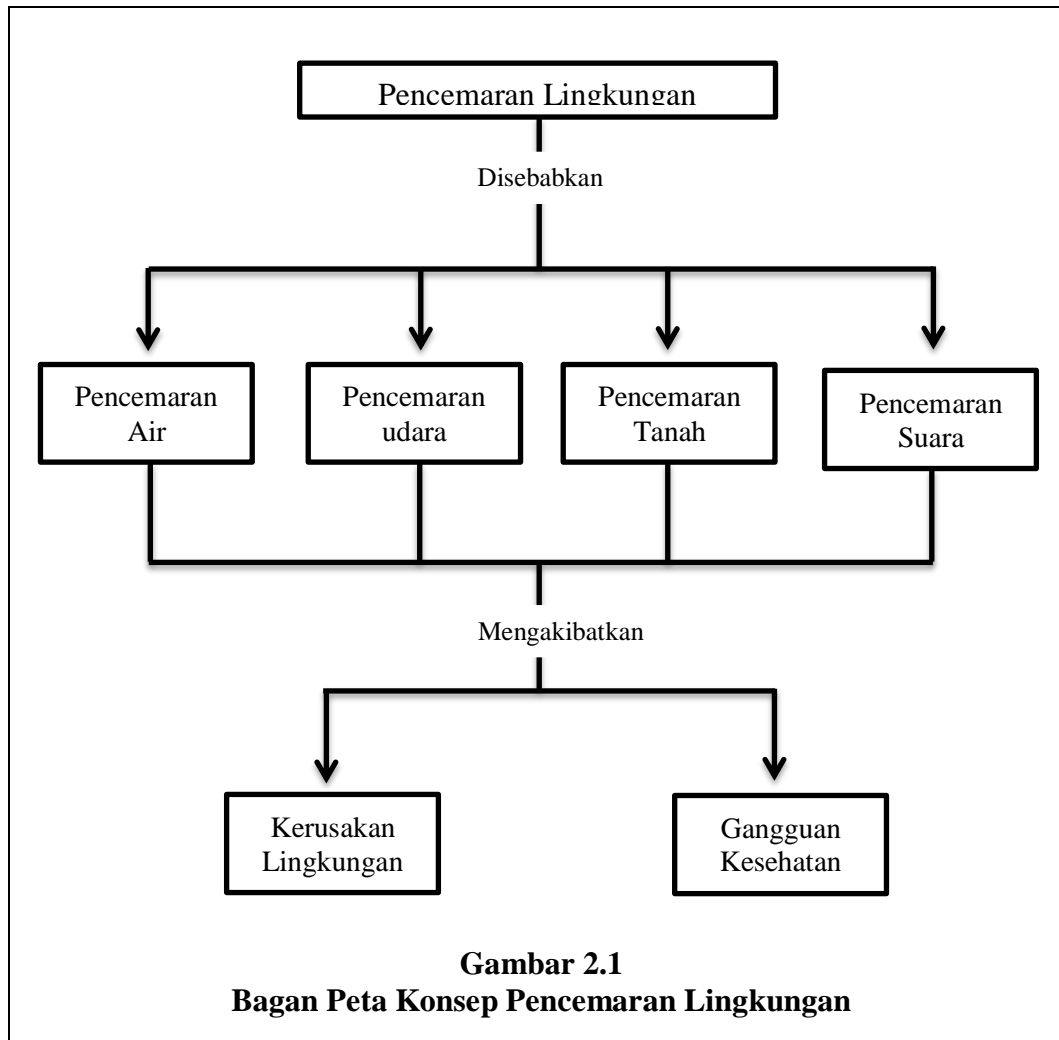 Pencemaran Lingkungan
Disebabkan
Pencemaran
Air
Pencemaran
udara
Pencemaran
Tanah
Pencemaran
Suara
Mengakibatkan
Kerusakan
Lingkungan
Gangguan
Kesehatan
Gambar 2.1
Bagan Peta Konsep Pencemaran Lingkungan